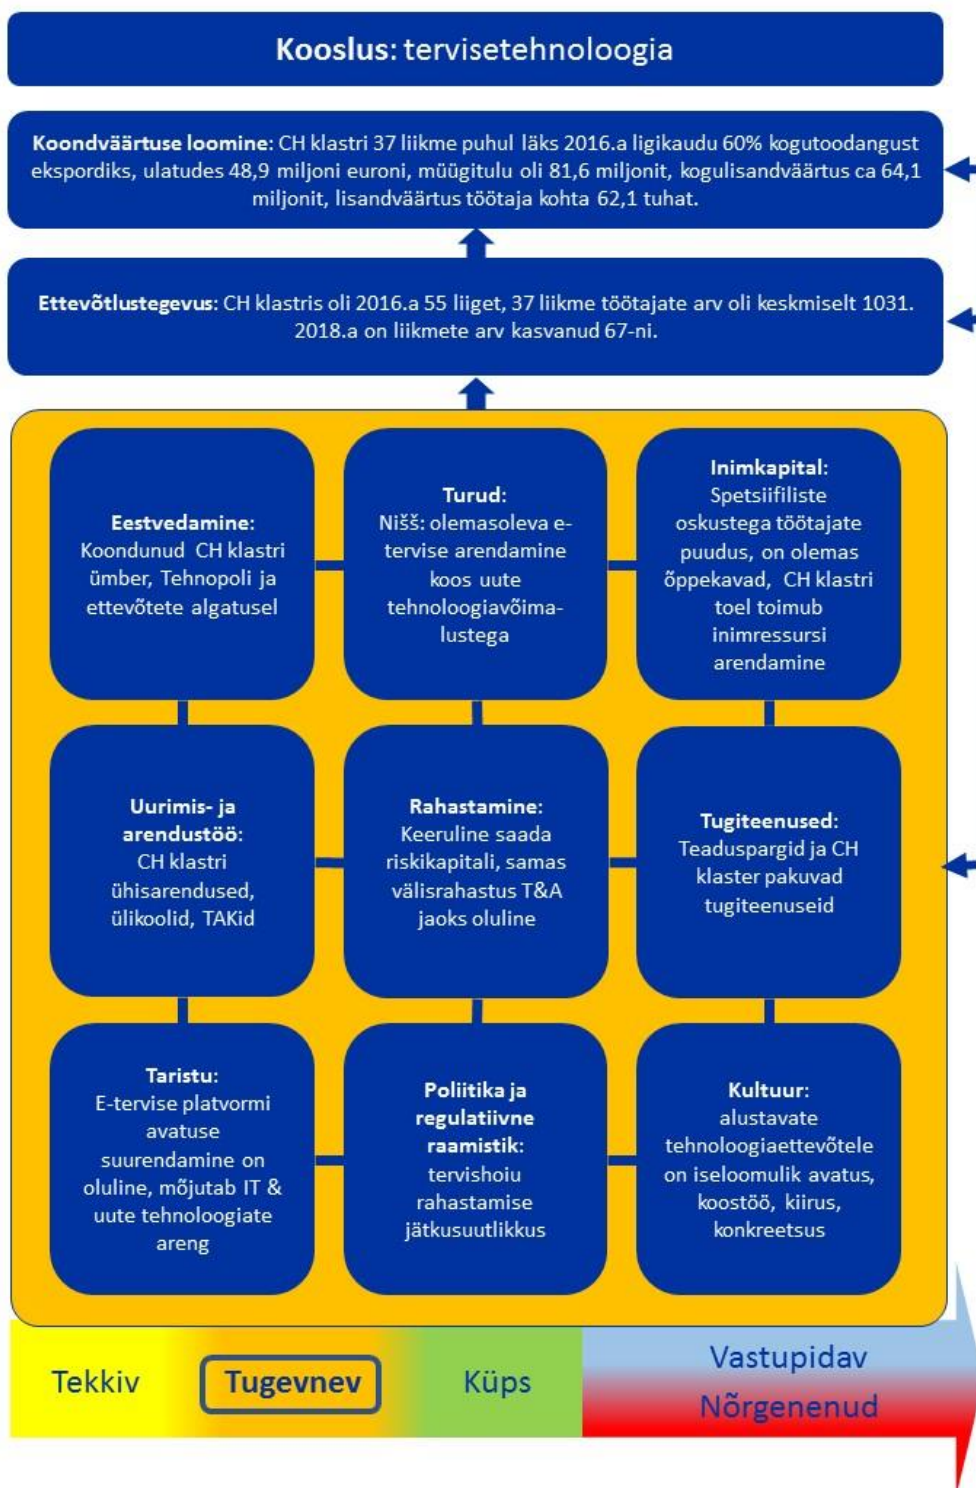 Kooslus: tervisetehnoloogia
Koondväärtuse loomine: CH klastri 37 liikme puhul läks 2016.a ligikaudu 60% kogutoodangust
ekspordiks, ulatudes 48,9 miljoni euroni, müügitulu oli 81,6 miljonit, kogulisandväärtus ca 64,1
miljonit, lisandväärtus töötaja kohta 62,1 tuhat.
Ettevõtlustegevus: CH klastris oli 2016.a 55 liiget, 37 liikme töötajate arv oli keskmiselt 1031.
2018.a on liikmete arv kasvanud 67-ni.
Eestvedamine:
Koondunud CH klastri
ümber, Tehnopoli ja
ettevõtete algatusel
Turud:
Nišš: olemasoleva e-
tervise arendamine
koos uute
tehnoloogiavõima-
lustega
Inimkapital:
Spetsiifiliste
oskustega töötajate
puudus, on olemas
õppekavad, CH klastri
toel toimub
inimressursi
arendamine
Uurimis- ja
arendustöö:
CH klastri
ühisarendused,
ülikoolid, TAKid
Rahastamine:
Keeruline saada
riskikapitali, samas
välisrahastus T&A
jaoks oluline
Tugiteenused:
Teaduspargid ja CH
klaster pakuvad
tugiteenuseid
Taristu:
E-tervise platvormi
avatuse
suurendamine on
oluline, mõjutab IT &
uute tehnoloogiate
areng
Poliitika ja
regulatiivne
raamistik:
tervishoiu
rahastamise
jätkusuutlikkus
Kultuur:
alustavate
tehnoloogiaettevõtele
on iseloomulik avatus,
koostöö, kiirus,
konkreetsus
Tekkiv
Tugevnev
Küps
Vastupidav
Nõrgenenud